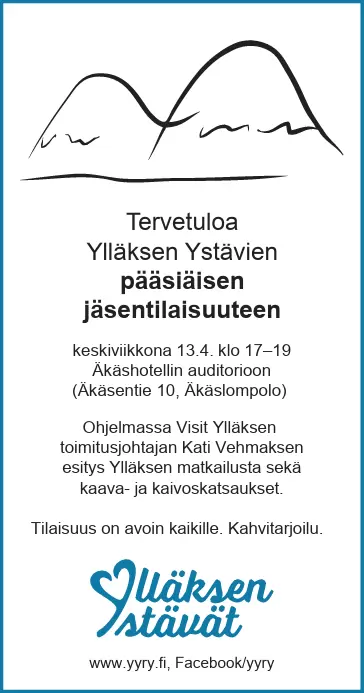 Tervetuloa
Ylläksen Ystävien
pääsiäisen
jäsentilaisuuteen
keskiviikkona 13.4. klo 17–19
Äkäshotellin auditorioon
(Äkäsentie 10, Äkäslompolo)
Ohjelmassa Visit Ylläksen
toimitusjohtajan Kati Vehmaksen
esitys Ylläksen matkailusta sekä
kaava- ja kaivoskatsaukset.
Tilaisuus on avoin kaikille. Kahvitarjoilu.
Ylläksen
Ystävät
www.yyry.fi, Facebook/yyry